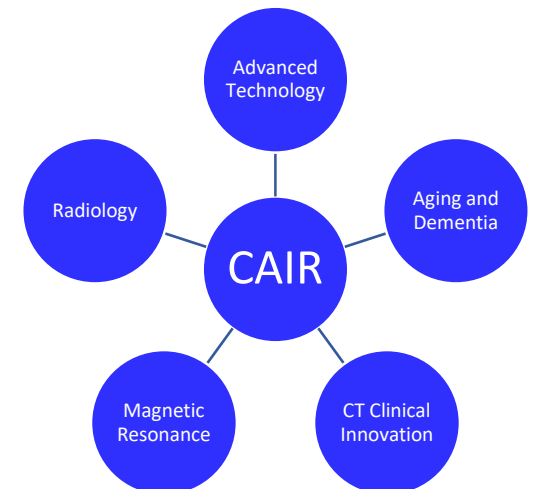 Advanced
Technology
Radiology
Aging and
Dementia
CAIR
Magnetic
Resonance
CT Clinical
Innovation